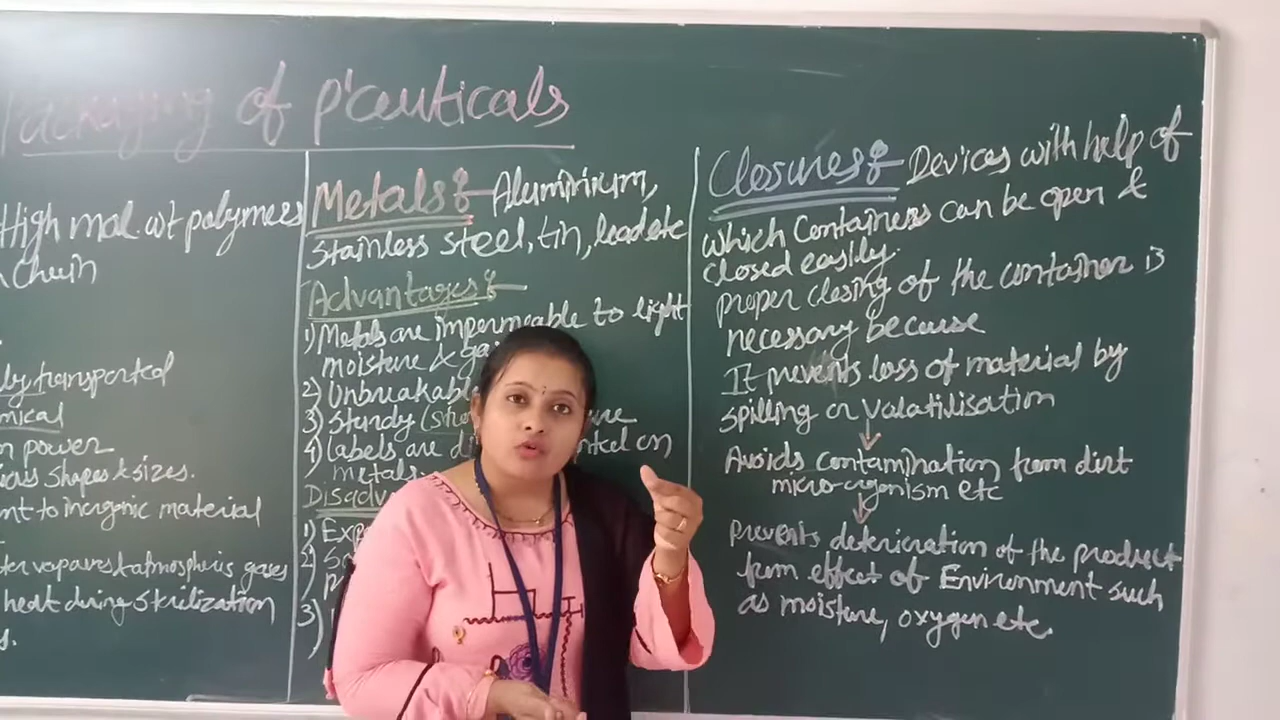 Packaging of p'ceuticals
High mol. wt polymers
Chain
ly transported
mical
n power
ious shapes & sizes.
nt to inorganic material
ter vapours & atmospheris gases
heat during sterilization
s.
Metals :- Aluminium,
Stainless steel, tin, lead etc
Advantages :-
1) Metals are impermeable to light
moisture & ga
2) Unbreakable
3) Sturdy (str
4) labels are di nted on
metals.
Disadv
1) Exp
2) S
3)
Closures :- Devices with help of
which Containers can be open &
closed easily.
proper closing of the container is
necessary because
It prevents loss of material by
spilling or volatilisation
Avoids contamination from dirt
micro-organism etc
Prevents deterioration of the product
from effect of Environment such
as moisture, oxygen etc.